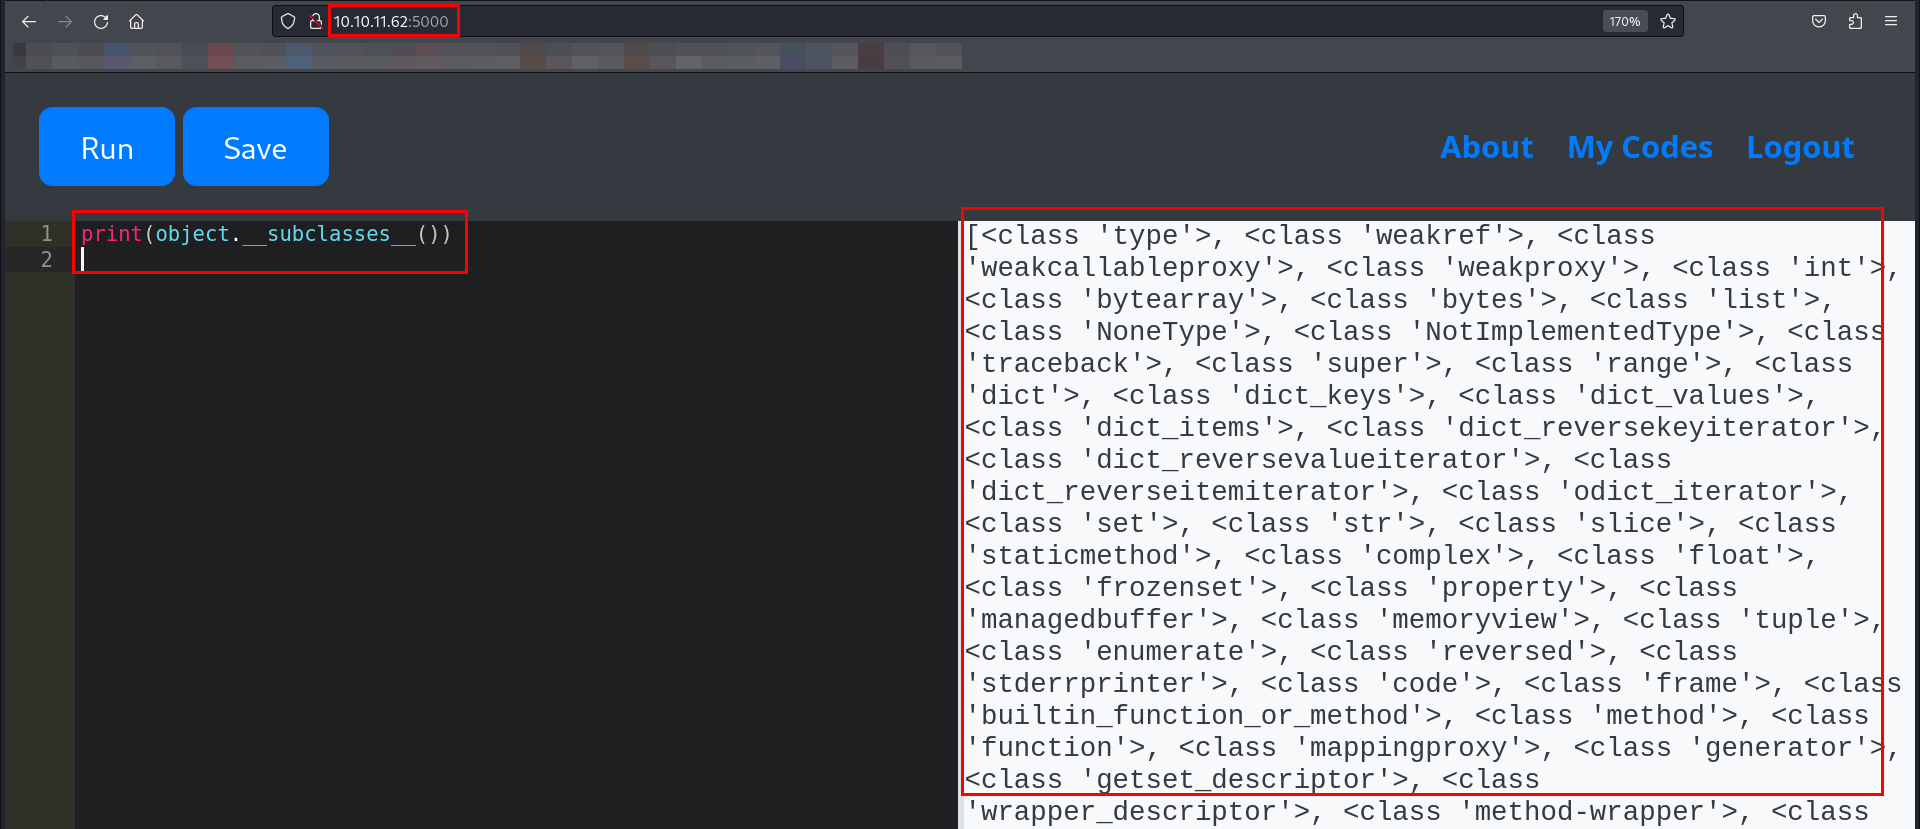 10.10.11.62:5000
170%
Run Save
About My Codes Logout
1 print(object.__subclasses__())
2
[<class 'type'>, <class 'weakref'>, <class
'weakcallableproxy'>, <class 'weakproxy'>, <class 'int'>,
<class 'bytearray'>, <class 'bytes'>, <class 'list'>,
<class 'NoneType'>, <class 'NotImplementedType'>, <class
'traceback'>, <class 'super'>, <class 'range'>, <class
'dict'>, <class 'dict_keys'>, <class 'dict_values'>,
<class 'dict_items'>, <class 'dict_reversekeyiterator'>,
<class 'dict_reversevalueiterator'>, <class
'dict_reverseitemiterator'>, <class 'odict_iterator'>,
<class 'set'>, <class 'str'>, <class 'slice'>, <class
'staticmethod'>, <class 'complex'>, <class 'float'>,
<class 'frozenset'>, <class 'property'>, <class
'managedbuffer'>, <class 'memoryview'>, <class 'tuple'>,
<class 'enumerate'>, <class 'reversed'>, <class
'stderrprinter'>, <class 'code'>, <class 'frame'>, <class
'builtin_function_or_method'>, <class 'method'>, <class
'function'>, <class 'mappingproxy'>, <class 'generator'>,
<class 'getset_descriptor'>, <class
'wrapper_descriptor'>, <class 'method-wrapper'>, <class